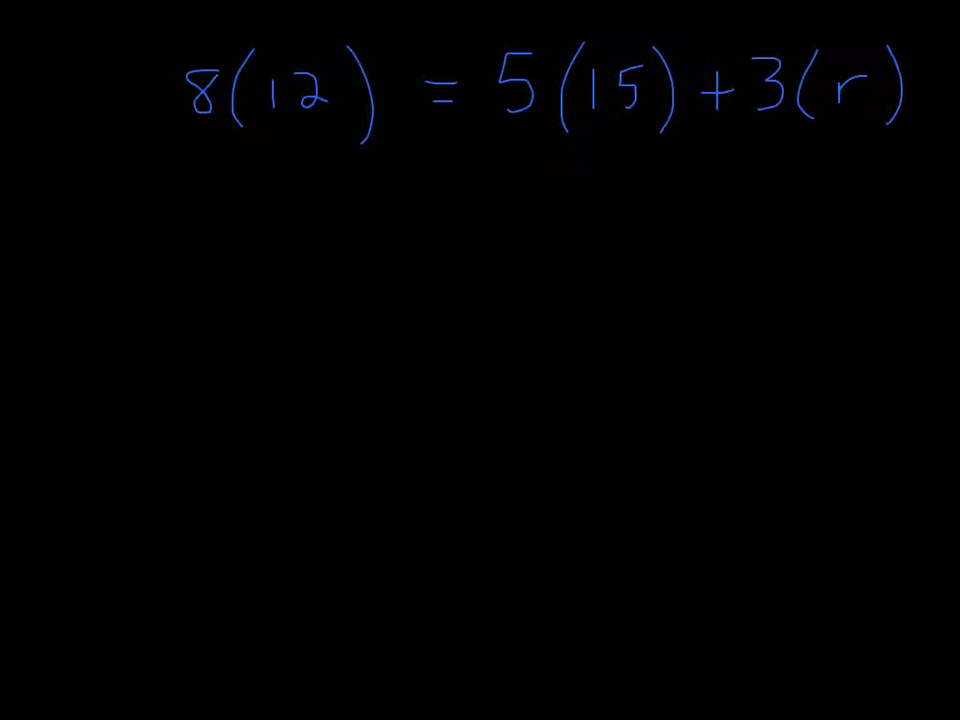 8(12) = 5(15) + 3(r)